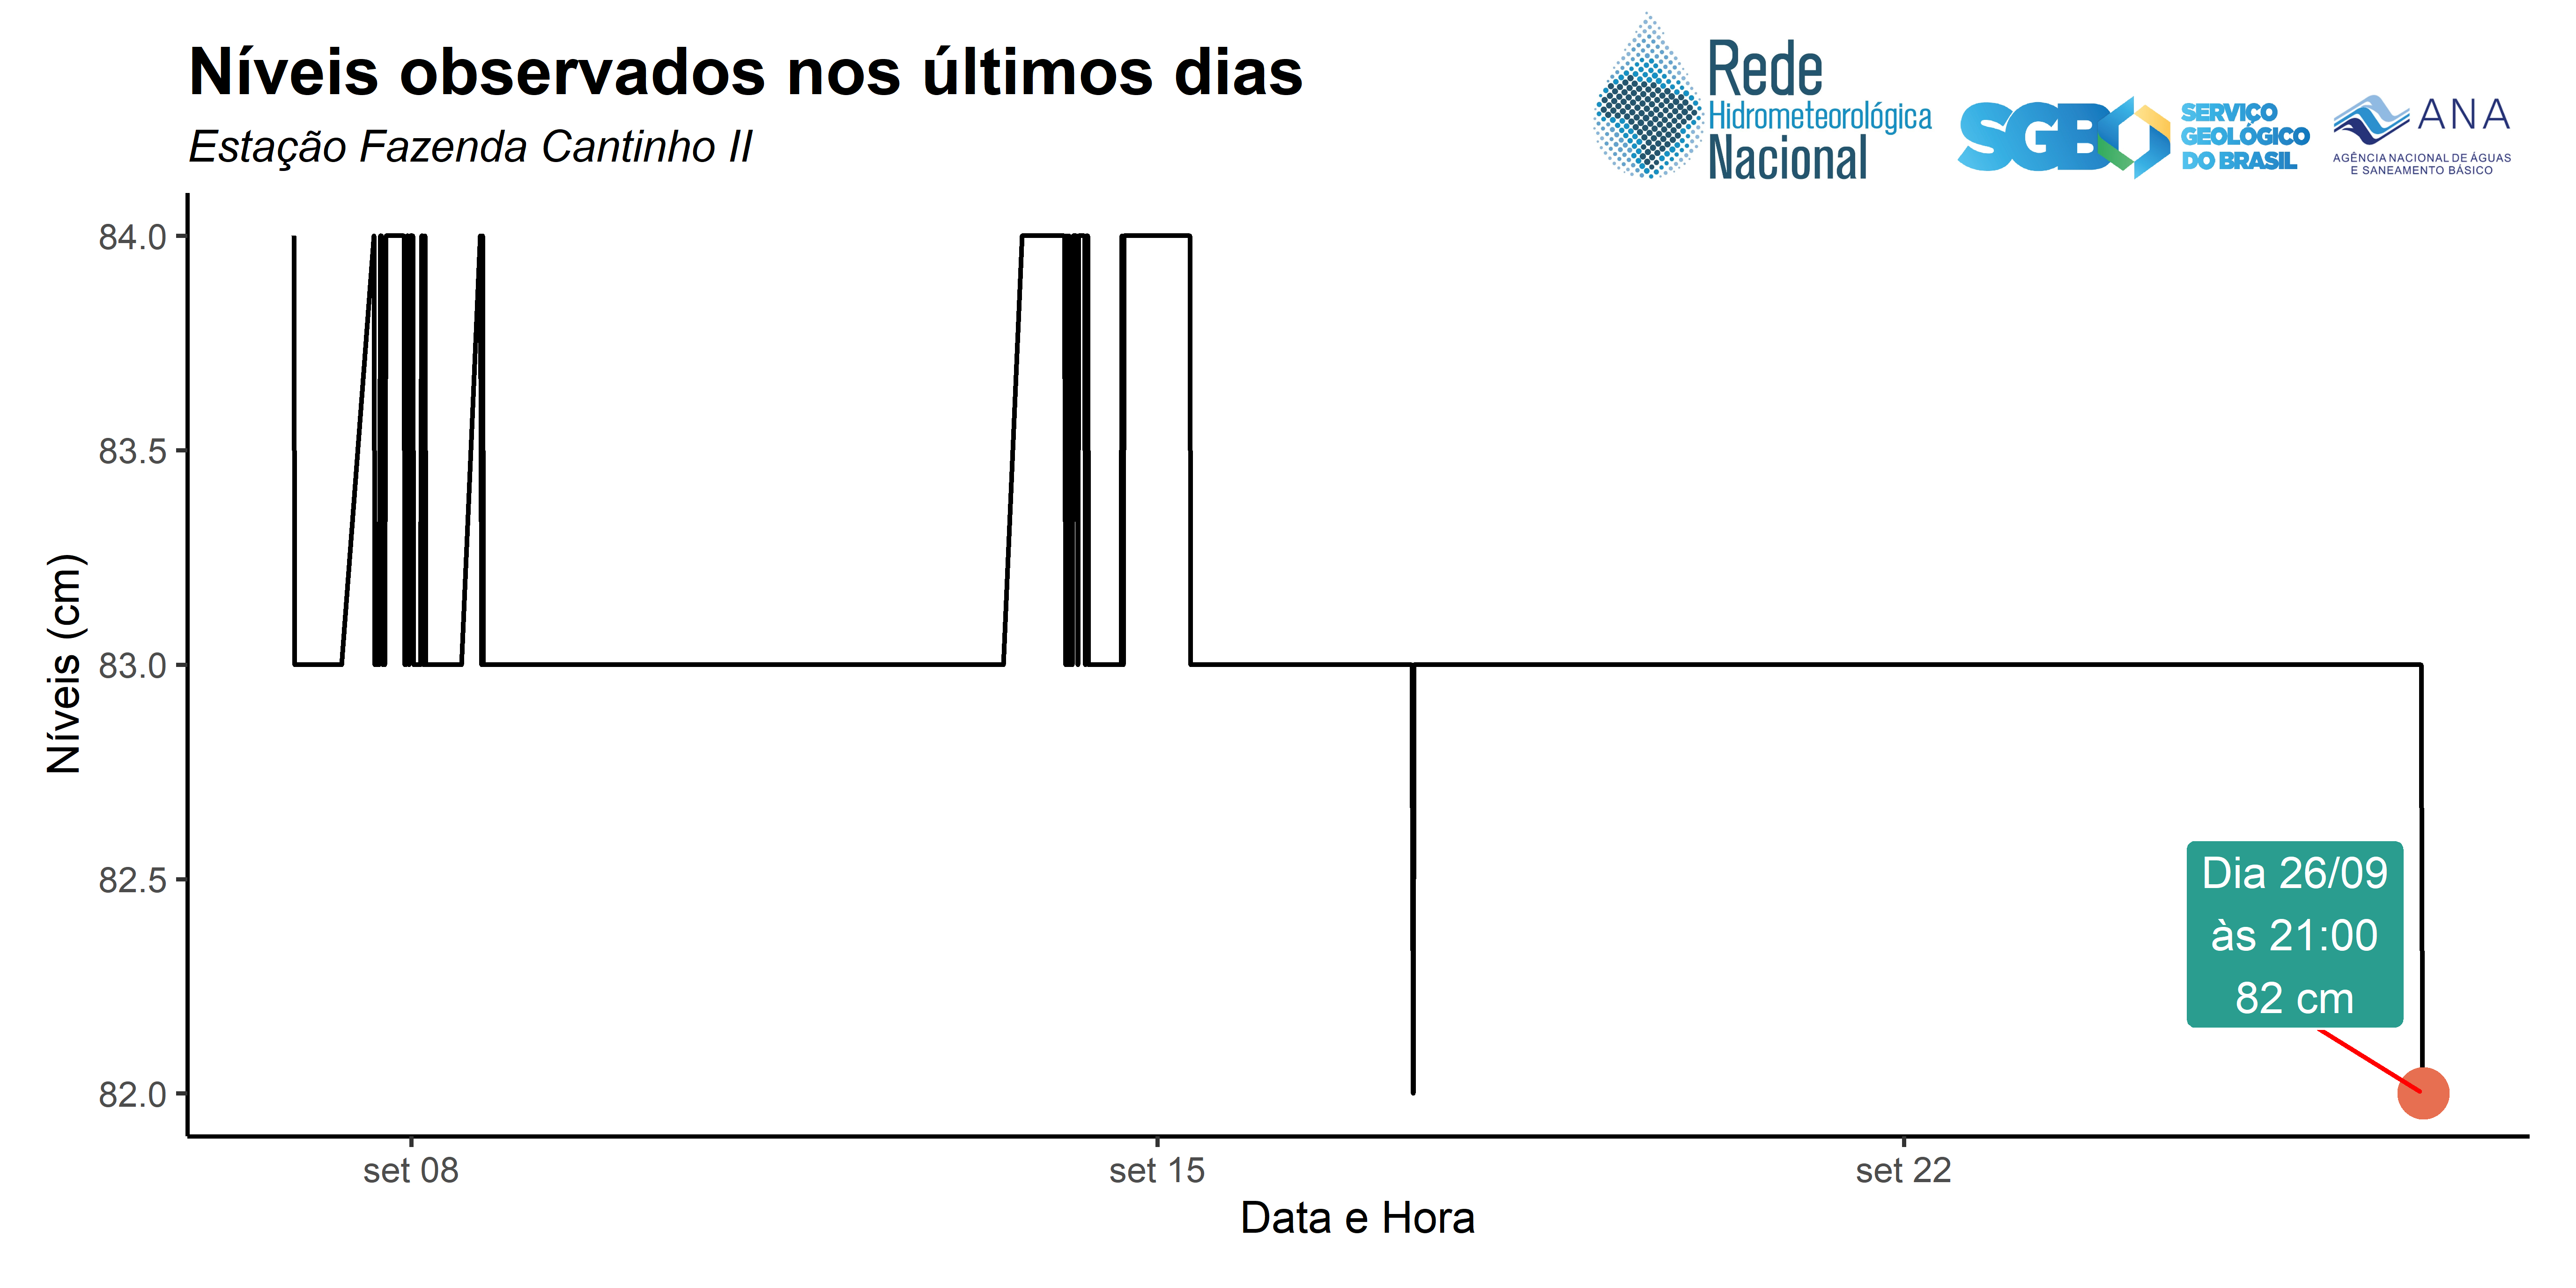 Níveis observados nos últimos dias
Estação Fazenda Cantinho II
Rede
Hidrometeorológica
Nacional
SGB
SERVIÇO
GEOLÓGICO
DO BRASIL
ANA
AGÊNCIA NACIONAL DE ÁGUAS
E SANEAMENTO BÁSICO
Níveis (cm)
84.0
83.5
83.0
82.5
82.0
Dia 26/09
às 21:00
82 cm
set 08
set 15
set 22
Data e Hora